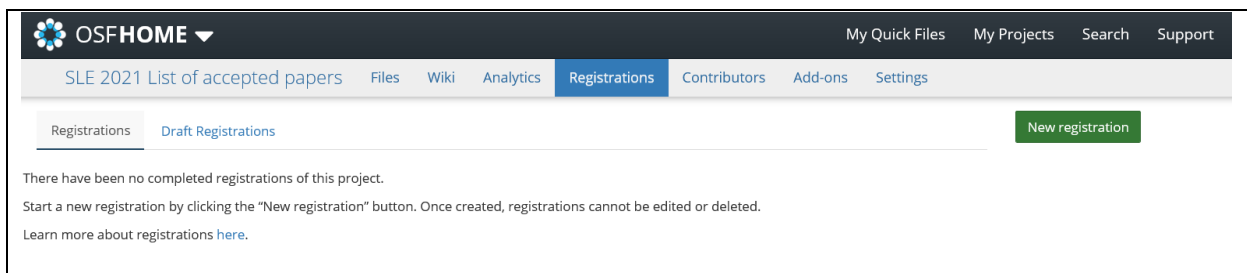 OSFHOME My Quick Files My Projects Search Support
SLE 2021 List of accepted papers Files Wiki Analytics Registrations Contributors Add-ons Settings
Registrations Draft Registrations New registration
There have been no completed registrations of this project.
Start a new registration by clicking the “New registration” button. Once created, registrations cannot be edited or deleted.
Learn more about registrations here.